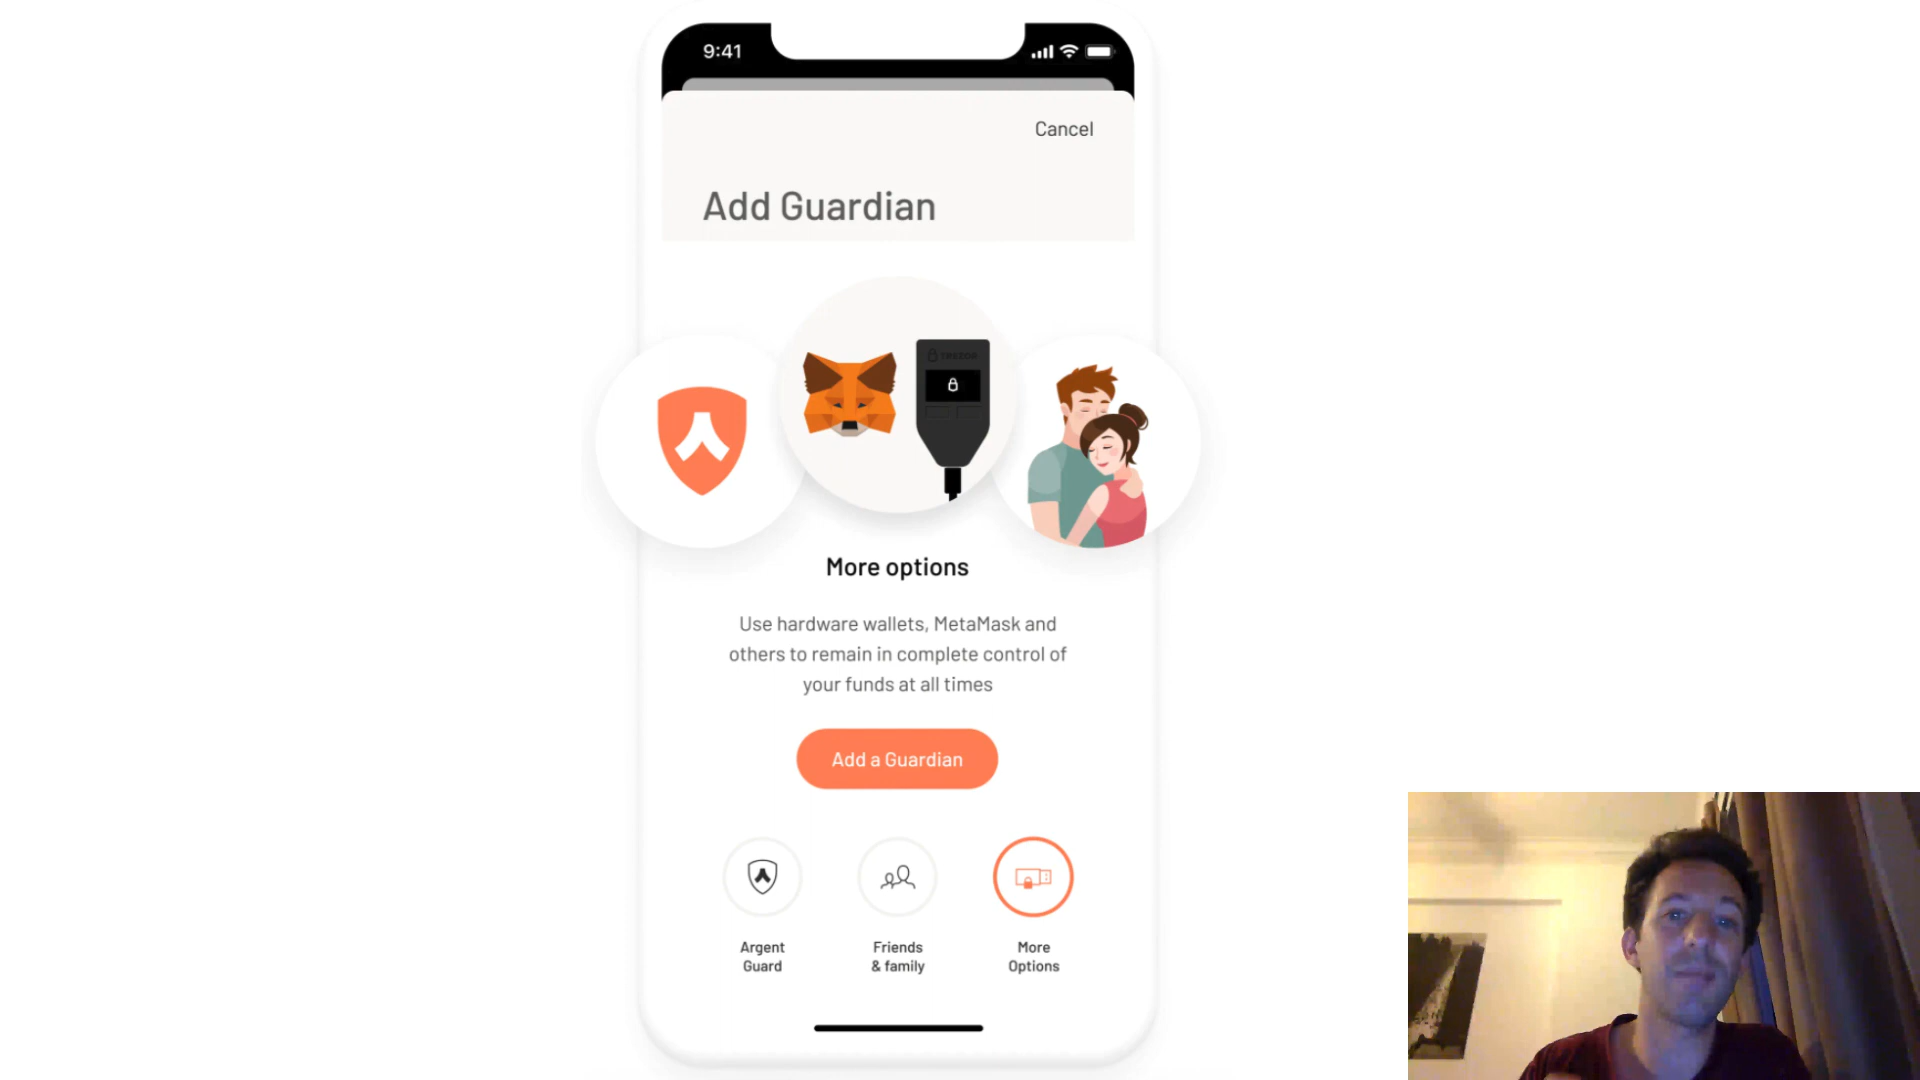 9:41
Cancel
Add Guardian
TREZOR
More options
Use hardware wallets, MetaMask and
others to remain in complete control of
your funds at all times
Add a Guardian
Argent
Guard
Friends
& family
More
Options